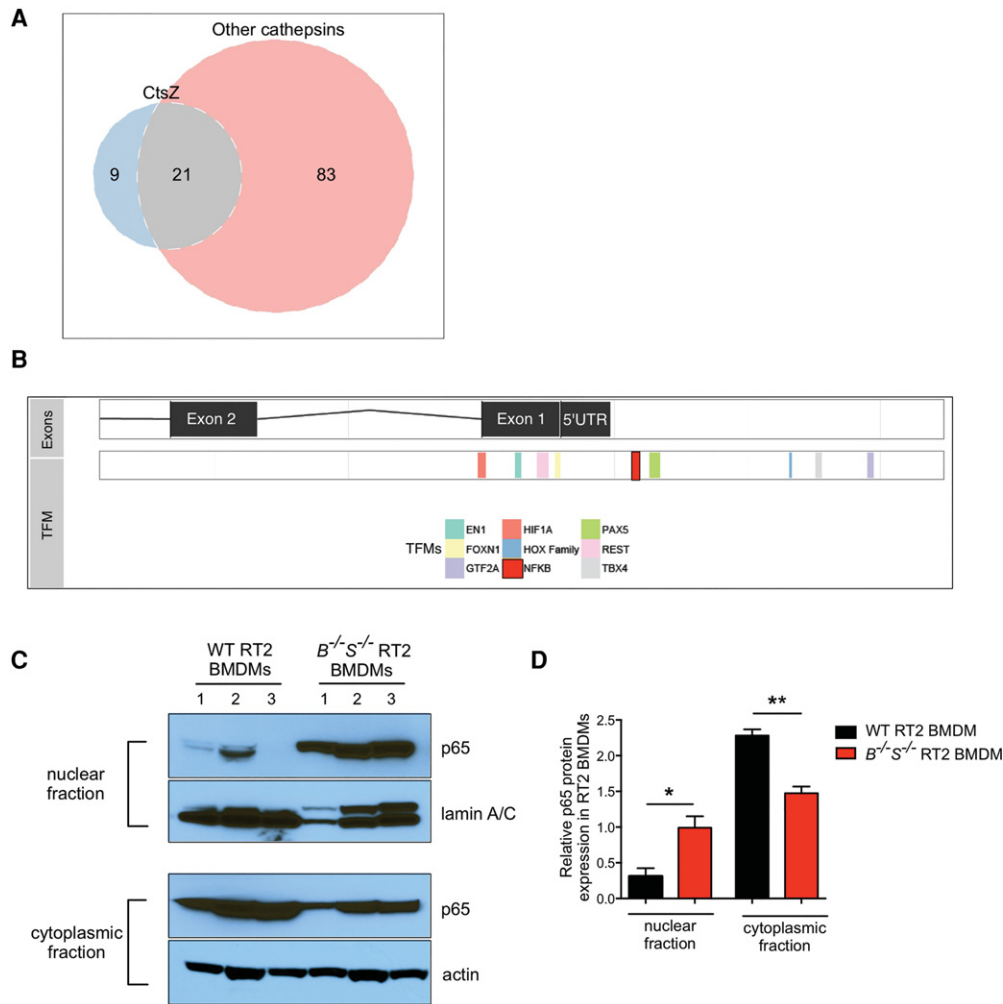 A
Other cathepsins
CtsZ
9
21
83
B
Exons
Exon 2
Exon 1
5'UTR
TFM
TFMs
EN1
HIF1A
PAX5
FOXN1
HOX Family
REST
GTF2A
NFKB
TBX4
C
WT RT2
BMDMs
B-/-S-/- RT2
BMDMs
1 2 3 1 2 3
nuclear
fraction
p65
lamin A/C
cytoplasmic
fraction
p65
actin
D
Relative p65 protein
expression in RT2 BMDMs
2.5
2.0
1.5
1.0
0.5
0.0
*
**
nuclear
fraction
cytoplasmic
fraction
WT RT2 BMDM
B-/-S-/- RT2 BMDM